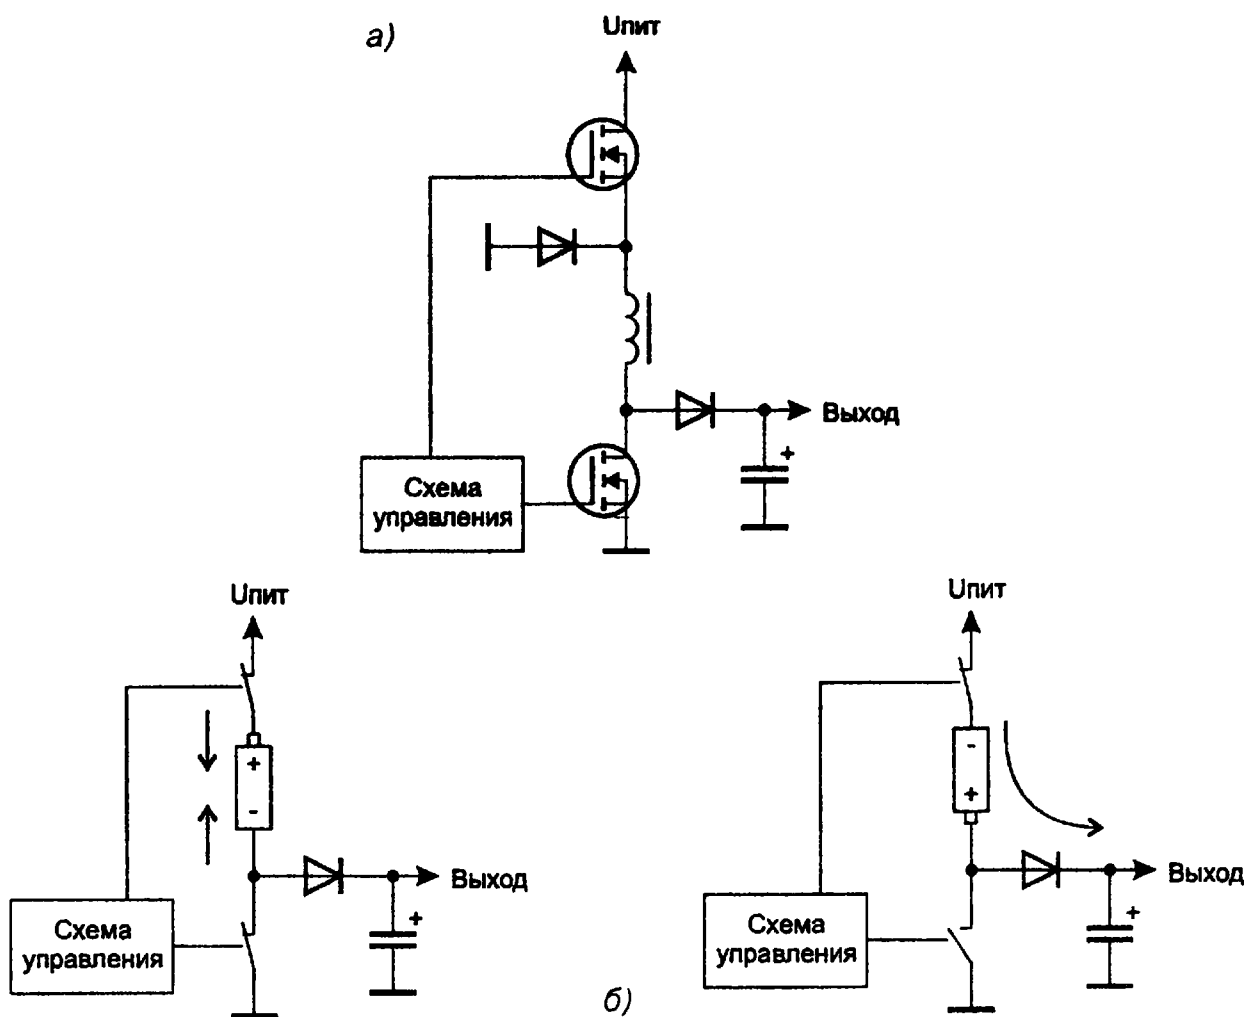 а)
Uпит
Выход
+
Схема
управления
Uпит
+
-
Выход
+
Схема
управления
Uпит
-
+
Выход
+
Схема
управления
б)